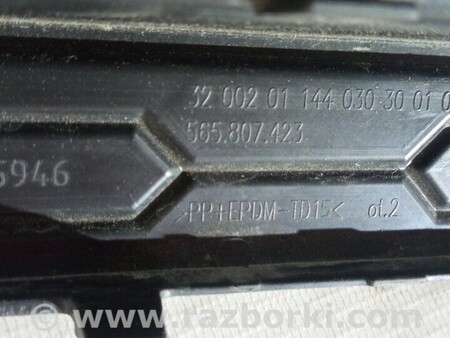 32 002 01 144 030 30 01 0
565.807.423
5946
>PP+EPDM-TD15< ot.2
© www.razborki.com